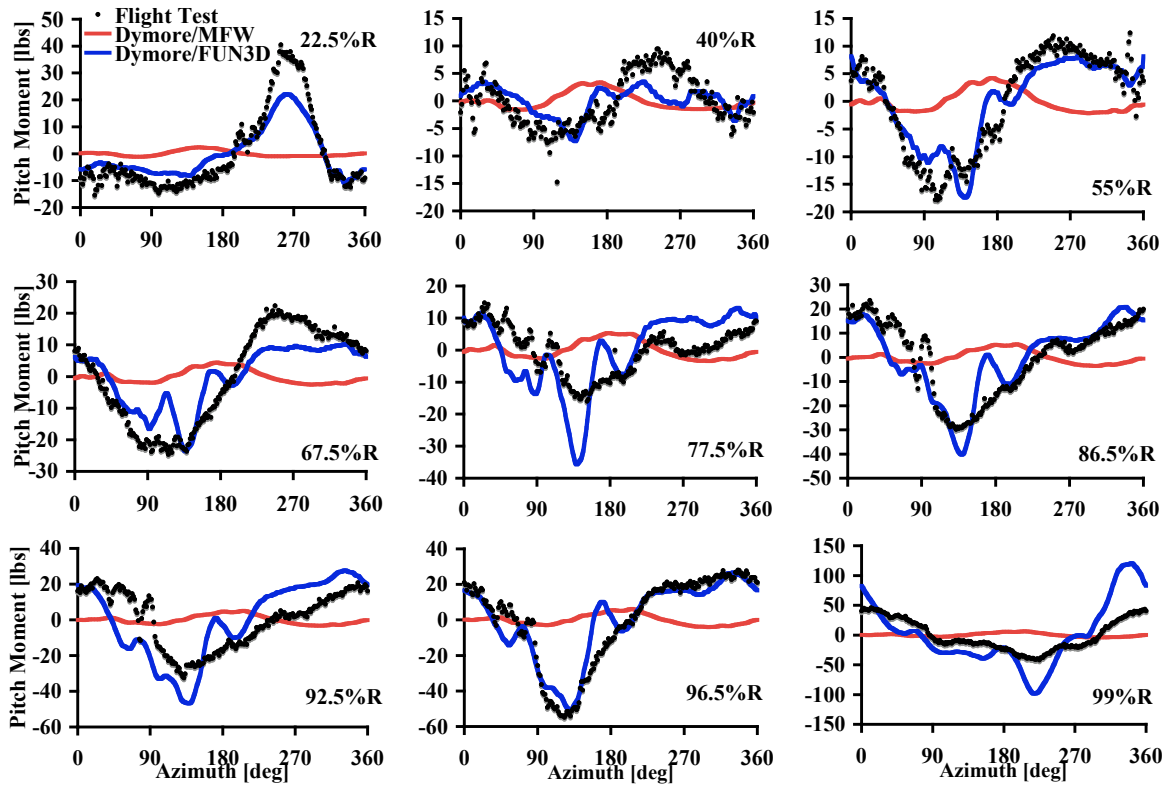 Flight Test
Dymore/MFW
Dymore/FUN3D
22.5%R
Pitch Moment [lbs]
50
40
30
20
10
0
-10
-20
0 90 180 270 360
40%R
15
10
5
0
-5
-10
15
20
0 90 180 270 360
55%R
15
10
5
0
-5
-10
-15
-20
0 90 180 270 360
67.5%R
Pitch Moment [lbs]
30
20
10
0
-10
-20
-30
0 90 180 270 360
77.5%R
20
10
0
-10
-20
-30
-40
0 90 180 270 360
86.5%R
30
20
10
0
-10
-20
-30
-40
-50
0 90 180 270 360
92.5%R
Pitch Moment [lbs]
40
20
0
-20
-40
-60
0 90 180 270 360
Azimuth [deg]
96.5%R
40
20
0
-20
-40
-60
0 90 180 270 360
Azimuth [deg]
99%R
150
100
50
0
-50
-100
-150
0 90 180 270 360
Azimuth [deg]